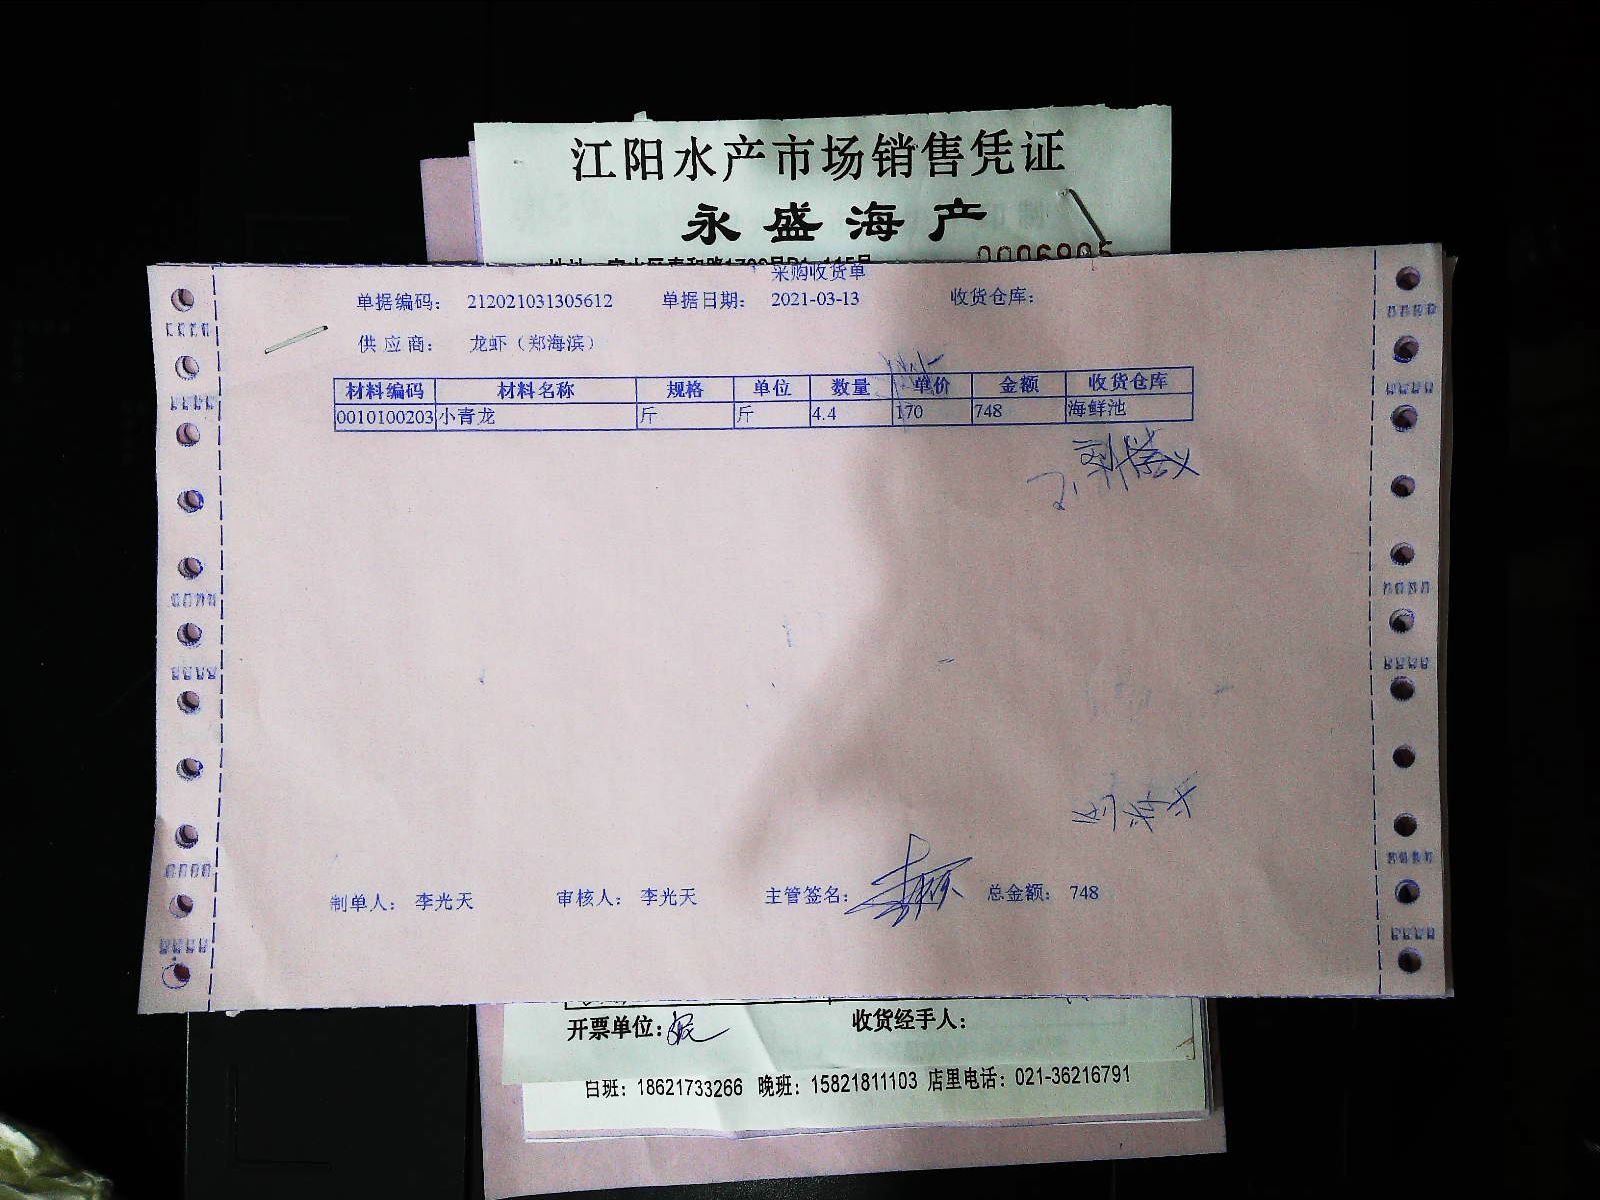 江阳水产市场销售凭证
永盛海产
0006905
采购收货单
单据编码： 212021031305612 单据日期： 2021-03-13 收货仓库：
供应商： 龙虾（郑海滨）
材料编码 材料名称 规格 单位 数量 单价 金额 收货仓库
0010100203 小青龙 斤 斤 4.4 170 748 海鲜池
制单人： 李光天 审核人： 李光天 主管签名： 总金额： 748
开票单位： 收货经手人：
白班：18621733266 晚班：15821811103 店里电话：021-36216791